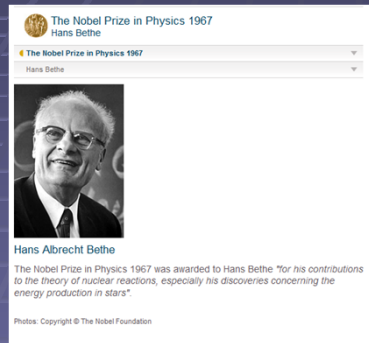 The Nobel Prize in Physics 1967
Hans Bethe
The Nobel Prize in Physics 1967
Hans Bethe
Hans Albrecht Bethe
The Nobel Prize in Physics 1967 was awarded to Hans Bethe "for his contributions
to the theory of nuclear reactions, especially his discoveries concerning the
energy production in stars".
Photos: Copyright © The Nobel Foundation